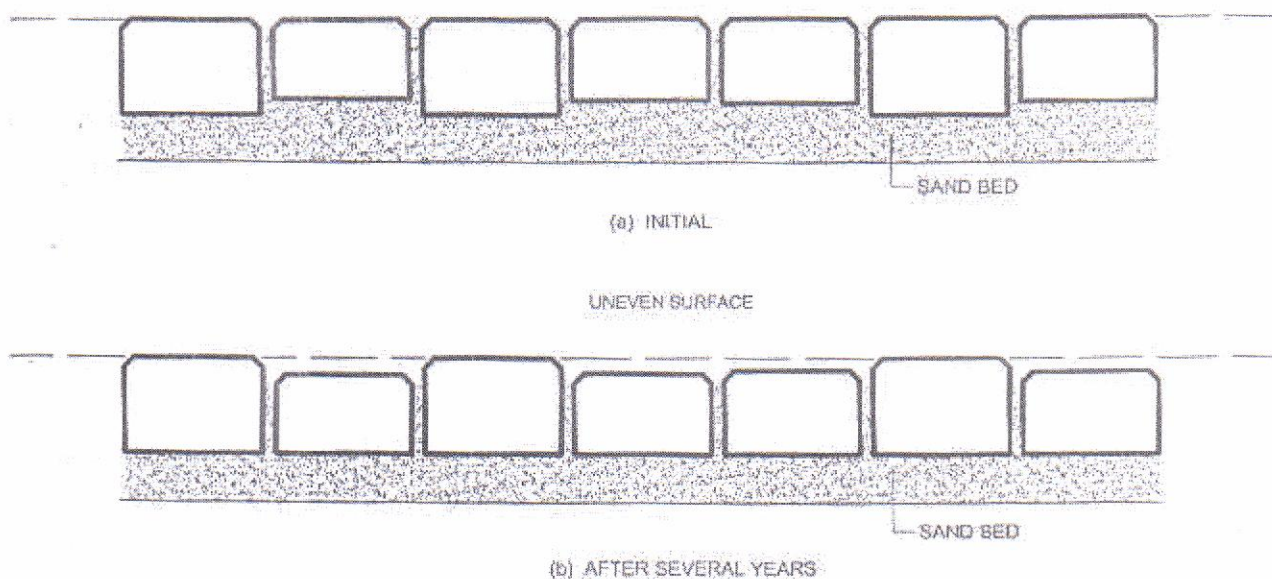 SAND BED
(a) INITIAL
UNEVEN SURFACE
SAND BED
(b) AFTER SEVERAL YEARS